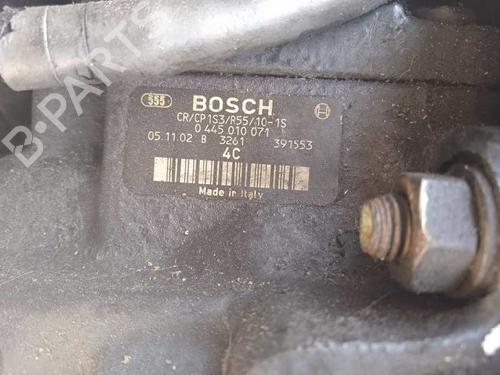 B-PARTS
555 BOSCH
CR/CP1S3/R55/10-1S
0 445 010 071
05.11.02 B 3261 391553
4C
Made in Italy